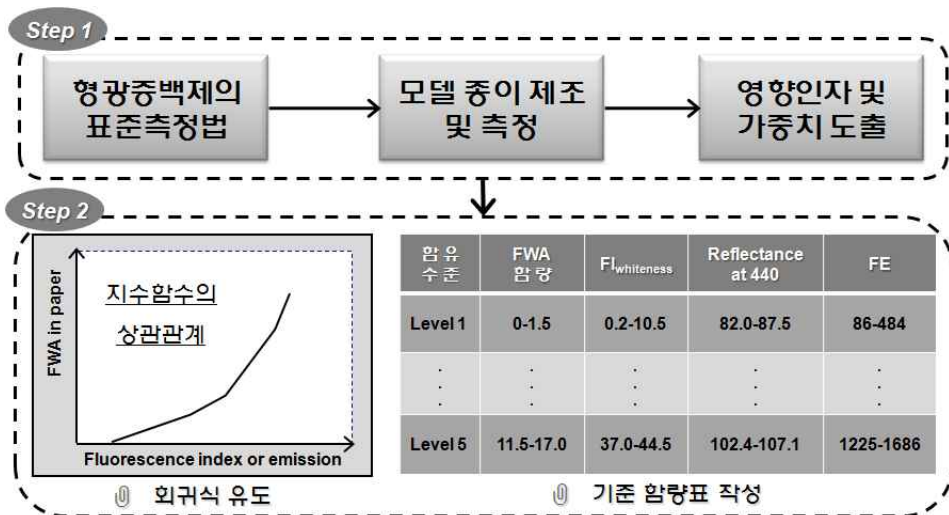 Step 1
형광증백제의
표준측정법
모델 종이 제조
및 측정
영향인자 및
가중치 도출
Step 2
FWA in paper
지수함수의
상관관계
Fluorescence index or emission
회귀식 유도
함유
수준
FWA
함량
FIwhiteness
Reflectance
at 440
FE
Level 1
0-1.5
0.2-10.5
82.0-87.5
86-484
Level 5
11.5-17.0
37.0-44.5
102.4-107.1
1225-1686
기준 함량표 작성